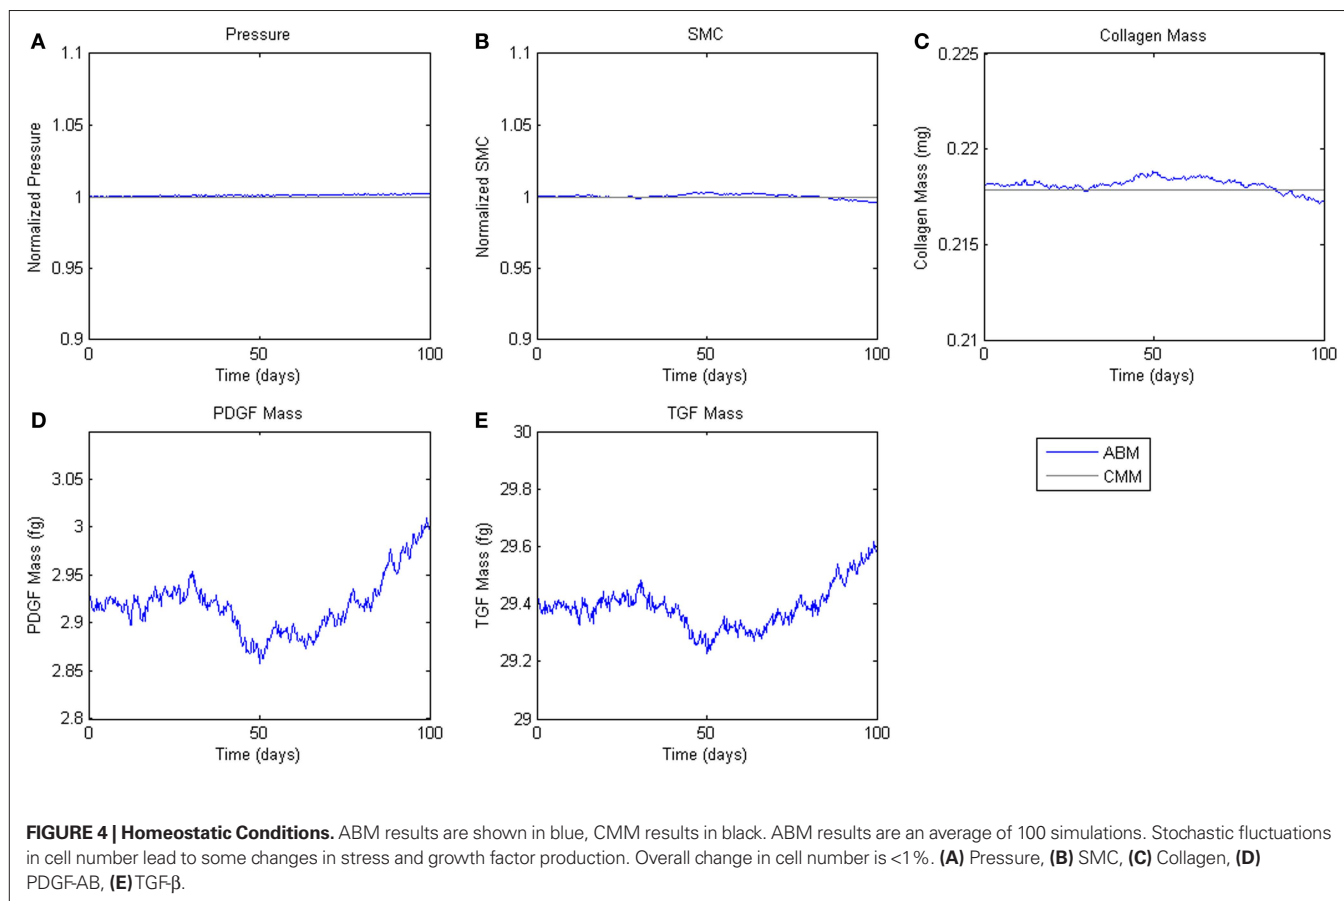 A
Pressure
1.1
1.05
1
0.95
0.9
Normalized Pressure
0
50
100
Time (days)
B
SMC
1.1
1.05
1
0.95
0.9
Normalized SMC
0
50
100
Time (days)
C
Collagen Mass
0.225
0.22
0.215
0.21
Collagen Mass (mg)
0
50
100
Time (days)
D
PDGF Mass
3.05
3
2.95
2.9
2.85
2.8
PDGF Mass (fg)
0
50
100
Time (days)
E
TGF Mass
30
29.8
29.6
29.4
29.2
29
TGF Mass (fg)
0
50
100
Time (days)
ABM
CMM
FIGURE 4 | Homeostatic Conditions. ABM results are shown in blue, CMM results in black. ABM results are an average of 100 simulations. Stochastic fluctuations
in cell number lead to some changes in stress and growth factor production. Overall change in cell number is <1%. (A) Pressure, (B) SMC, (C) Collagen, (D)
PDGF-AB, (E) TGF-β.